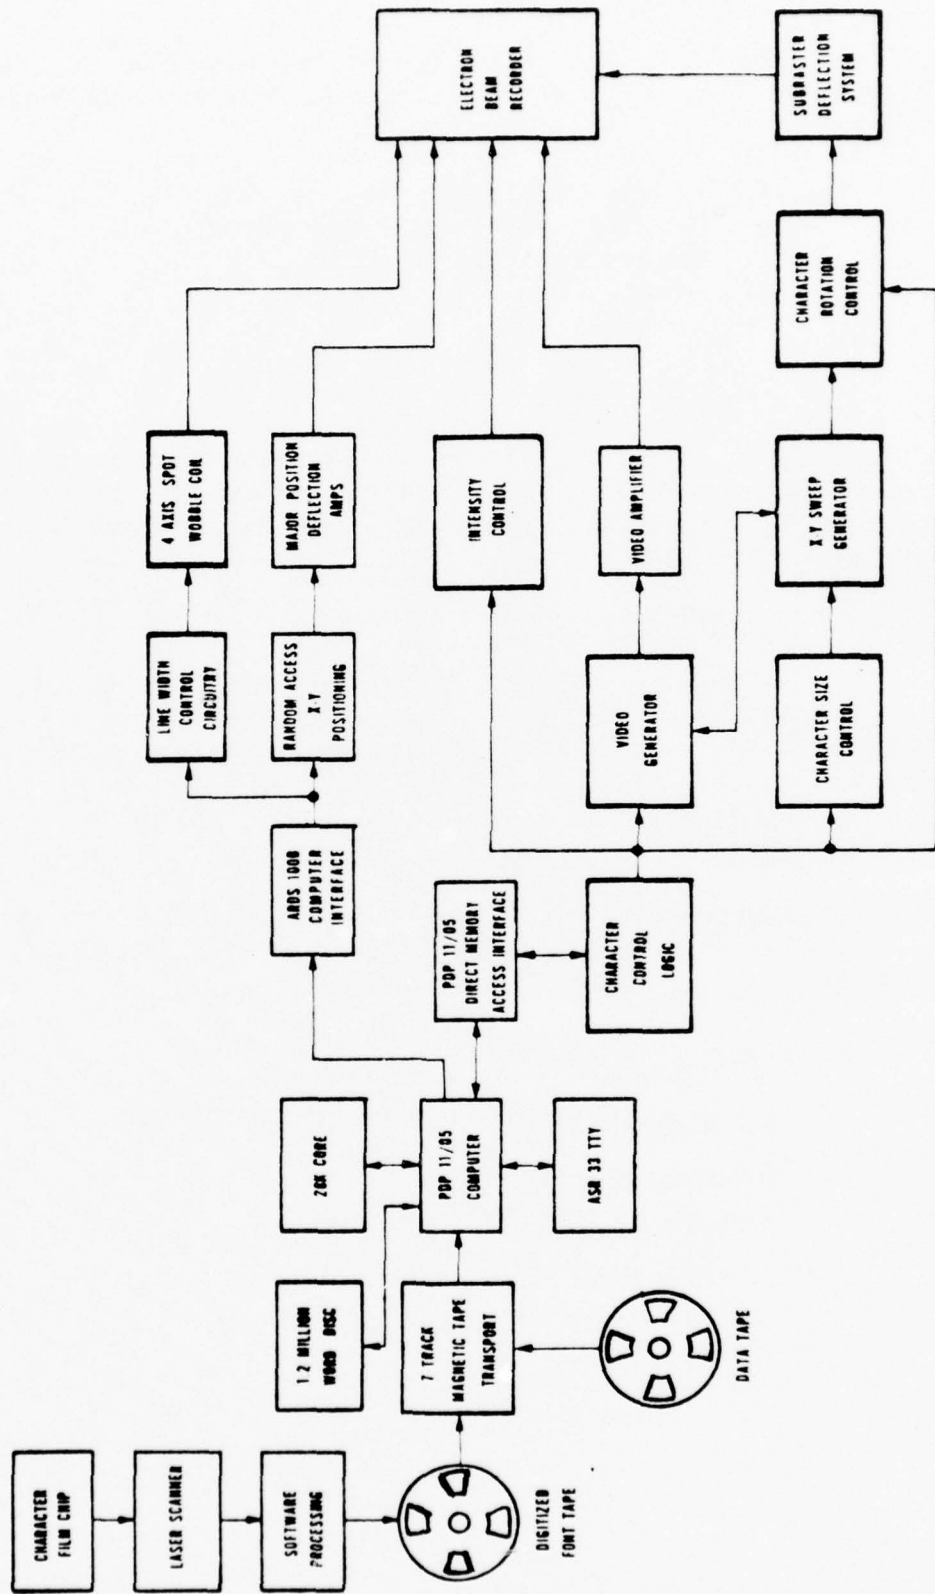 CHARACTER
FILM CHIP
LASER SCANNER
SOFTWARE
PROCESSING
DIGITIZED
FONT TAPE
1.2 MILLION
WORD DISC
7 TRACK
MAGNETIC TAPE
TRANSPORT
DATA TAPE
28K CORE
PDP 11/05
COMPUTER
ASR 33 TTY
ARDS 1000
COMPUTER
INTERFACE
PDP 11/05
DIRECT MEMORY
ACCESS INTERFACE
CHARACTER
CONTROL
LOGIC
LINE WIDTH
CONTROL
CIRCUITRY
RANDOM ACCESS
X-Y
POSITIONING
VIDEO
GENERATOR
CHARACTER SIZE
CONTROL
4 AXIS SPOT
WOBBLE COIL
MAJOR POSITION
DEFLECTION
AMPS
INTENSITY
CONTROL
VIDEO AMPLIFIER
X-Y SWEEP
GENERATOR
CHARACTER
ROTATION
CONTROL
ELECTRON
BEAM
RECORDER
SUBRASTER
DEFLECTION
SYSTEM